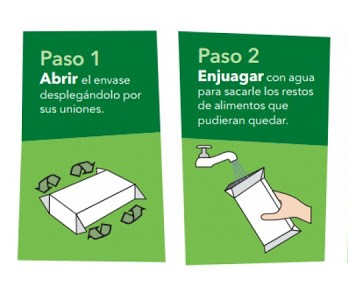 Paso 1
Abrir el envase
desplegándolo por
sus uniones.
Paso 2
Enjuagar con agua
para sacarle los restos
de alimentos que
pudieran quedar.